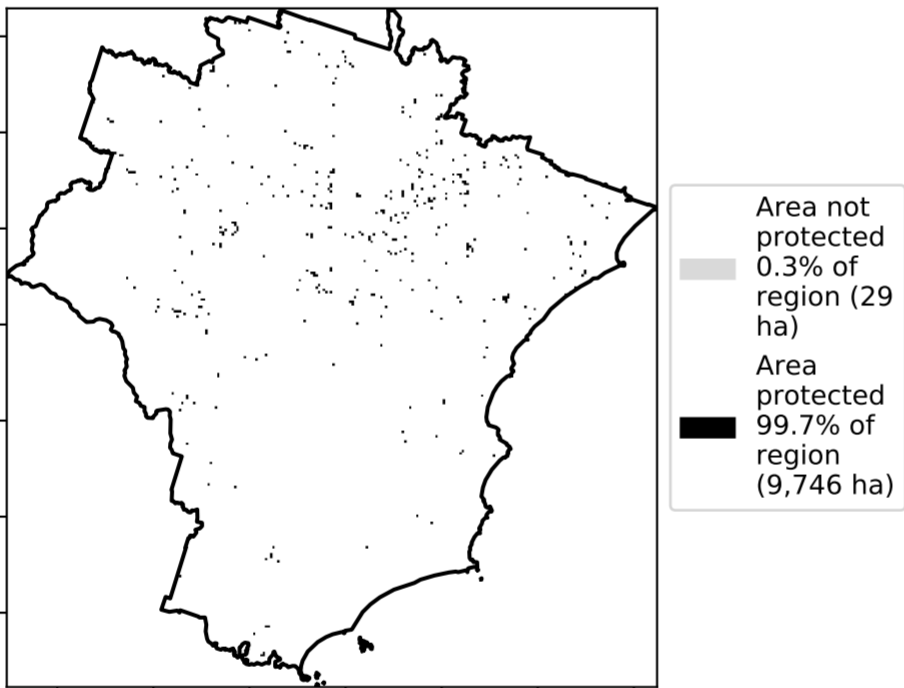 Area not
protected
0.3% of
region (29
ha)
Area
protected
99.7% of
region
(9,746 ha)